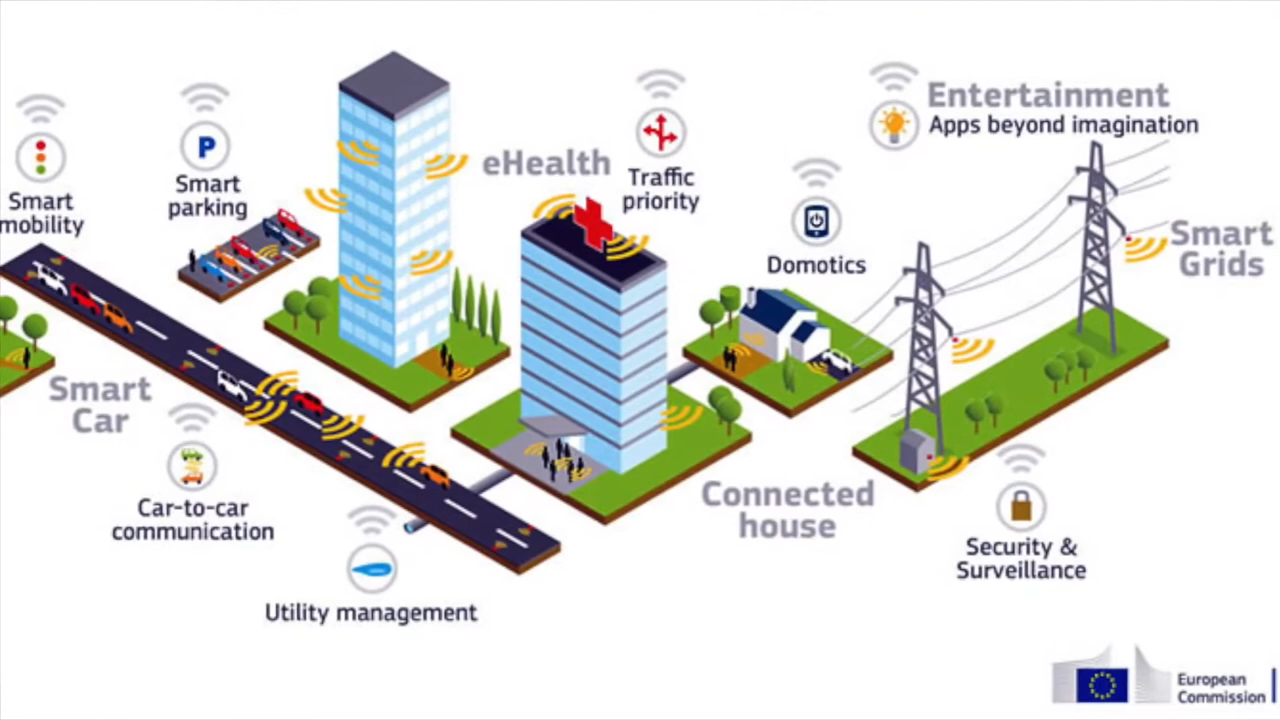 Entertainment
Apps beyond imagination
eHealth
Traffic
priority
P
Smart
parking
Smart
mobility
Smart
Grids
Domotics
Smart
Car
Car-to-car
communication
Connected
house
Security &
Surveillance
Utility management
European
Commission